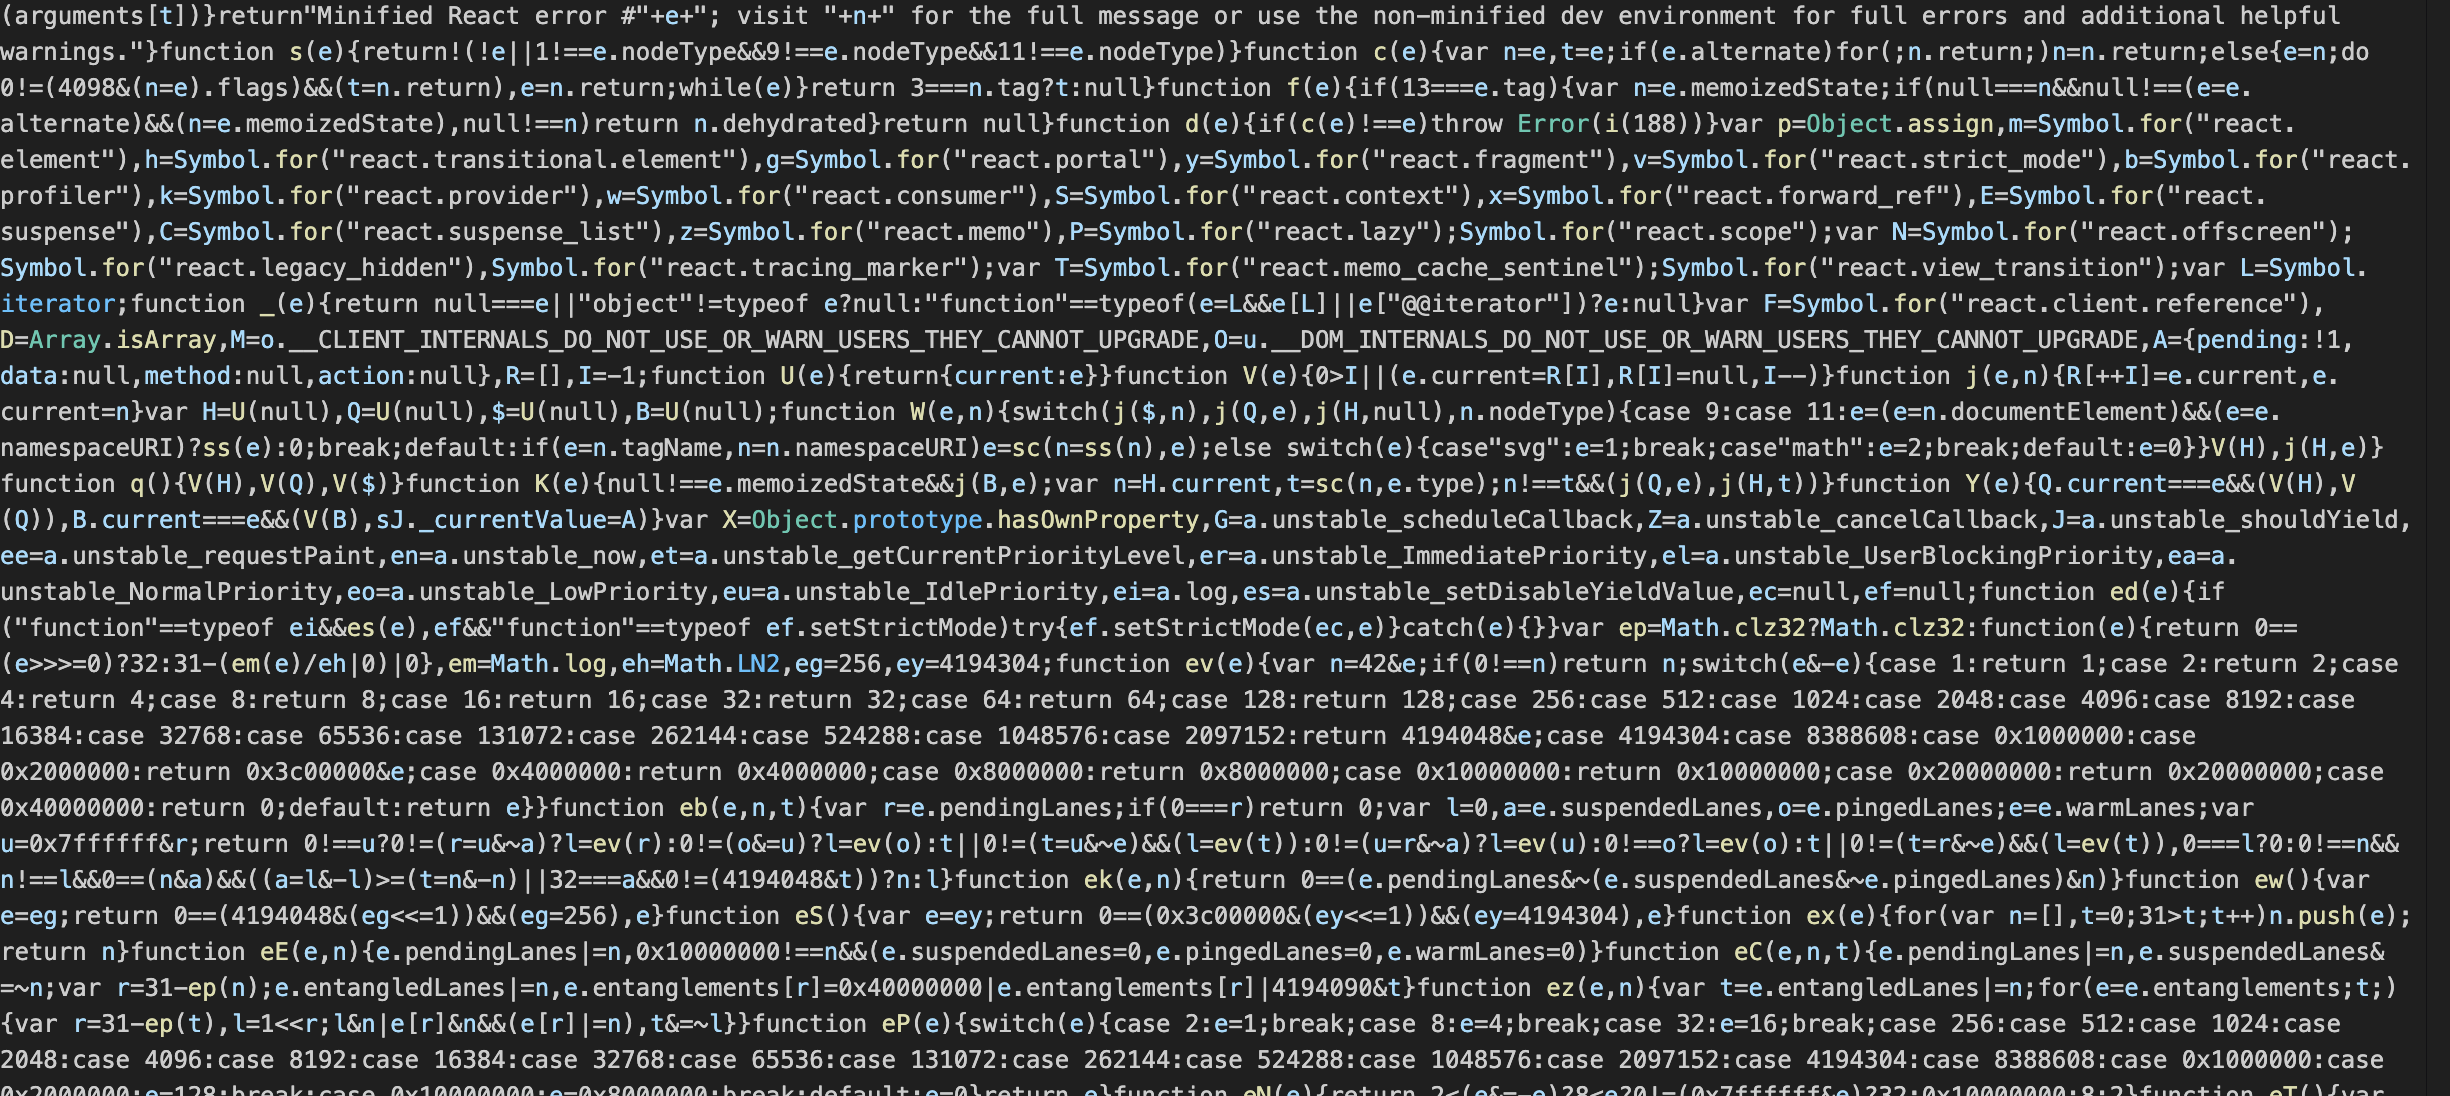 (arguments[t])}return"Minified React error #"+e+"; visit "+n+" for the full message or use the non-minified dev environment for full errors and additional helpful
warnings."}function s(e){return!(!e||1!==e.nodeType&&9!==e.nodeType&&11!==e.nodeType)}function c(e){var n=e,t=e;if(e.alternate)for(;n.return;)n=n.return;else{e=n;do
0!=(4098&(n=e).flags)&&(t=n.return),e=n.return;while(e)}return 3===n.tag?t:null}function f(e){if(13===e.tag){var n=e.memoizedState;if(null===n&&null!==(e=e.
alternate)&&(n=e.memoizedState),null!==n)return n.dehydrated}return null}function d(e){if(c(e)!==e)throw Error(i(188))}var p=Object.assign,m=Symbol.for("react.
element"),h=Symbol.for("react.transitional.element"),g=Symbol.for("react.portal"),y=Symbol.for("react.fragment"),v=Symbol.for("react.strict_mode"),b=Symbol.for("react.
profiler"),k=Symbol.for("react.provider"),w=Symbol.for("react.consumer"),S=Symbol.for("react.context"),x=Symbol.for("react.forward_ref"),E=Symbol.for("react.
suspense"),C=Symbol.for("react.suspense_list"),z=Symbol.for("react.memo"),P=Symbol.for("react.lazy");Symbol.for("react.scope");var N=Symbol.for("react.offscreen");
Symbol.for("react.legacy_hidden"),Symbol.for("react.tracing_marker");var T=Symbol.for("react.memo_cache_sentinel");Symbol.for("react.view_transition");var L=Symbol.
iterator;function _(e){return null===e||"object"!=typeof e?null:"function"==typeof(e=L&&e[L]||e["@@iterator"])?e:null}var F=Symbol.for("react.client.reference"),
D=Array.isArray,M=o.__CLIENT_INTERNALS_DO_NOT_USE_OR_WARN_USERS_THEY_CANNOT_UPGRADE,O=u.__DOM_INTERNALS_DO_NOT_USE_OR_WARN_USERS_THEY_CANNOT_UPGRADE,A={pending:!1,
data:null,method:null,action:null},R=[],I=-1;function U(e){return{current:e}}function V(e){0>I||(e.current=R[I],R[I]=null,I--)}function j(e,n){R[++I]=e.current,e.
current=n}var H=U(null),Q=U(null),$=U(null),B=U(null);function W(e,n){switch(j($,n),j(Q,e),j(H,null),n.nodeType){case 9:case 11:e=(e=n.documentElement)&&(e=e.
namespaceURI)?ss(e):0;break;default:if(e=n.tagName,n=n.namespaceURI)e=sc(n=ss(n),e);else switch(e){case"svg":e=1;break;case"math":e=2;break;default:e=0}}V(H),j(H,e)}
function q(){V(H),V(Q),V($)}function K(e){null!==e.memoizedState&&j(B,e);var n=H.current,t=sc(n,e.type);n!==t&&(j(Q,e),j(H,t))}function Y(e){Q.current===e&&(V(H),V
(Q)),B.current===e&&(V(B),sJ._currentValue=A)}var X=Object.prototype.hasOwnProperty,G=a.unstable_scheduleCallback,Z=a.unstable_cancelCallback,J=a.unstable_shouldYield,
ee=a.unstable_requestPaint,en=a.unstable_now,et=a.unstable_getCurrentPriorityLevel,er=a.unstable_ImmediatePriority,el=a.unstable_UserBlockingPriority,ea=a.
unstable_NormalPriority,eo=a.unstable_LowPriority,eu=a.unstable_IdlePriority,ei=a.log,es=a.unstable_setDisableYieldValue,ec=null,ef=null;function ed(e){if
("function"==typeof ei&&es(e),ef&&"function"==typeof ef.setStrictMode)try{ef.setStrictMode(ec,e)}catch(e){}}var ep=Math.clz32?Math.clz32:function(e){return 0==
(e>>>=0)?32:31-(em(e)/eh|0)|0},em=Math.log,eh=Math.LN2,eg=256,ey=4194304;function ev(e){var n=42&e;if(0!==n)return n;switch(e&-e){case 1:return 1;case 2:return 2;case
4:return 4;case 8:return 8;case 16:return 16;case 32:return 32;case 64:return 64;case 128:return 128;case 256:case 512:case 1024:case 2048:case 4096:case 8192:case
16384:case 32768:case 65536:case 131072:case 262144:case 524288:case 1048576:case 2097152:return 4194048&e;case 4194304:case 8388608:case 0x1000000:case
0x2000000:return 0x3c00000&e;case 0x4000000:return 0x4000000;case 0x8000000:return 0x8000000;case 0x10000000:return 0x10000000;case 0x20000000:return 0x20000000;case
0x40000000:return 0;default:return e}}function eb(e,n,t){var r=e.pendingLanes;if(0===r)return 0;var l=0,a=e.suspendedLanes,o=e.pingedLanes;e=e.warmLanes;var
u=0x7ffffff&r;return 0!==u?0!=(r=u&~a)?l=ev(r):0!=(o&=u)?l=ev(o):t||0!=(t=u&~e)&&(l=ev(t)):0!=(u=r&~a)?l=ev(u):0!==o?l=ev(o):t||0!=(t=r&~e)&&(l=ev(t)),0===l?0:0!==n&&
n!==l&&0==(n&a)&&((a=l&-l)>=(t=n&-n)||32===a&&0!=(4194048&t))?n:l}function ek(e,n){return 0==(e.pendingLanes&~(e.suspendedLanes&~e.pingedLanes)&n)}function ew(){var
e=eg;return 0==(4194048&(eg<<=1))&&(eg=256),e}function eS(){var e=ey;return 0==(0x3c00000&(ey<<=1))&&(ey=4194304),e}function ex(e){for(var n=[],t=0;31>t;t++)n.push(e);
return n}function eE(e,n){e.pendingLanes|=n,0x10000000!==n&&(e.suspendedLanes=0,e.pingedLanes=0,e.warmLanes=0)}function eC(e,n,t){e.pendingLanes|=n,e.suspendedLanes&
=~n;var r=31-ep(n);e.entangledLanes|=n,e.entanglements[r]=0x40000000|e.entanglements[r]|4194090&t}function ez(e,n){var t=e.entangledLanes|=n;for(e=e.entanglements;t;)
{var r=31-ep(t),l=1<<r;l&n|e[r]&n&&(e[r]|=n),t&=~l}}function eP(e){switch(e){case 2:e=1;break;case 8:e=4;break;case 32:e=16;break;case 256:case 512:case 1024:case
2048:case 4096:case 8192:case 16384:case 32768:case 65536:case 131072:case 262144:case 524288:case 1048576:case 2097152:case 4194304:case 8388608:case 0x1000000:case
0x2000000:e=128;break;case 0x10000000:e=0x8000000;break;default:e=0}return e}function eN(e){return 2<(e&=-e)?8<e?0!=(0x7ffffff&e)?32:0x10000000:8:2}function eT(){var